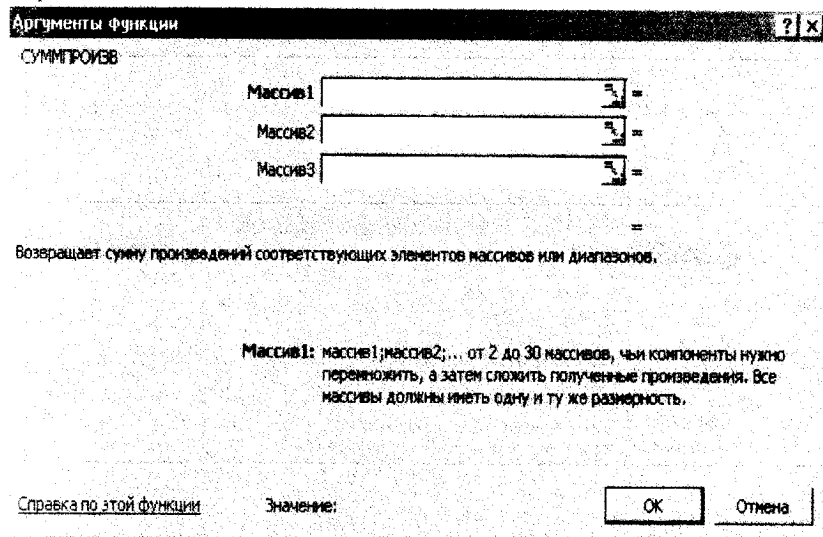 Аргументы функции
СУММПРОИЗВ
Массив1 =
Массив2 =
Массив3 =
=
Возвращает сумму произведений соответствующих элементов массивов или диапазонов.
Массив1: массив1;массив2;... от 2 до 30 массивов, чьи компоненты нужно
перемножить, а затем сложить полученные произведения. Все
массивы должны иметь одну и ту же размерность.
Справка по этой функции Значение: ОК Отмена